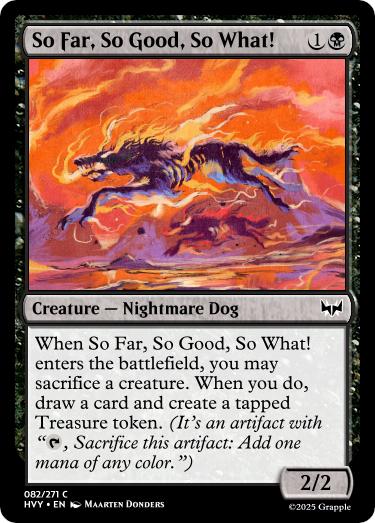 So Far, So Good, So What! 1
Creature — Nightmare Dog
When So Far, So Good, So What!
enters the battlefield, you may
sacrifice a creature. When you do,
draw a card and create a tapped
Treasure token. (It's an artifact with
“, Sacrifice this artifact: Add one
mana of any color.”)
2/2
082/271 C
HVY • EN Maarten Donders
©2025 Grapple